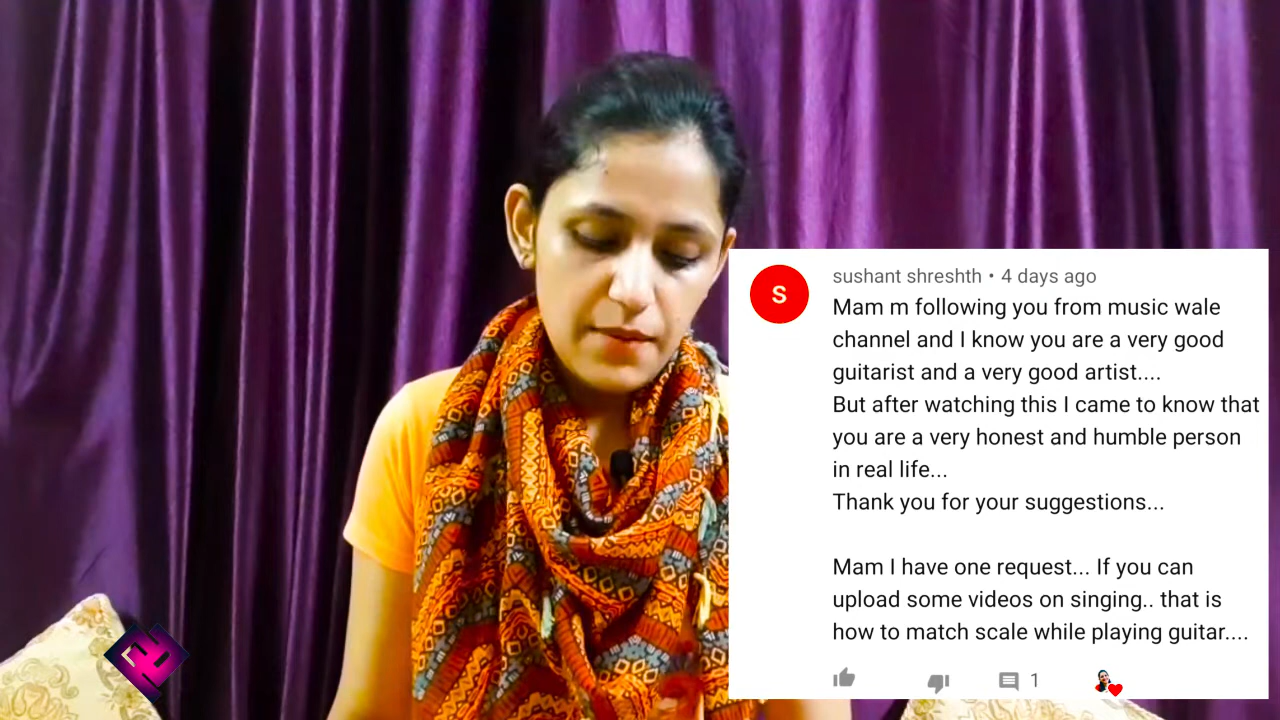 S
sushant shreshth • 4 days ago
Mam m following you from music wale
channel and I know you are a very good
guitarist and a very good artist....
But after watching this I came to know that
you are a very honest and humble person
in real life...
Thank you for your suggestions...
Mam I have one request... If you can
upload some videos on singing.. that is
how to match scale while playing guitar....
1